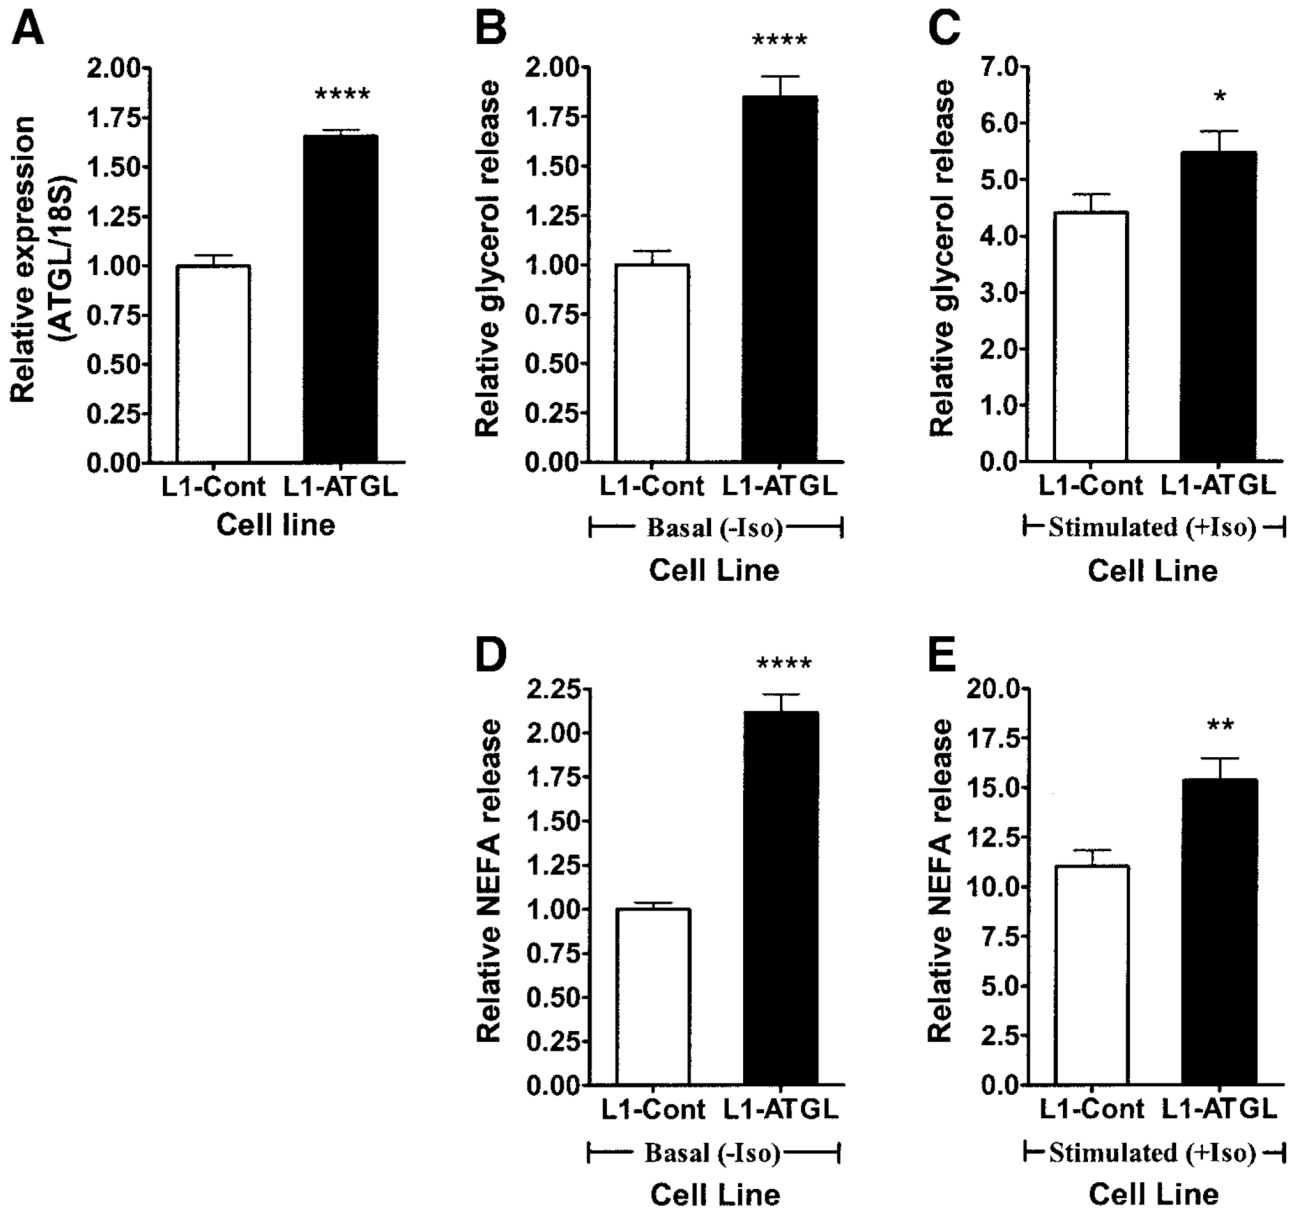 A
Relative expression
(ATGL/18S)
2.00
1.75
1.50
1.25
1.00
0.75
0.50
0.25
0.00
****
L1-Cont L1-ATGL
Cell line
B
Relative glycerol release
2.00
1.75
1.50
1.25
1.00
0.75
0.50
0.25
0.00
****
L1-Cont L1-ATGL
Basal (-Iso)
Cell Line
C
Relative glycerol release
7.0
6.0
5.0
4.0
3.0
2.0
1.0
0.0
*
L1-Cont L1-ATGL
Stimulated (+Iso)
Cell Line
D
Relative NEFA release
2.25
2.00
1.75
1.50
1.25
1.00
0.75
0.50
0.25
0.00
****
L1-Cont L1-ATGL
Basal (-Iso)
Cell Line
E
Relative NEFA release
20.0
17.5
15.0
12.5
10.0
7.5
5.0
2.5
0.0
**
L1-Cont L1-ATGL
Stimulated (+Iso)
Cell Line